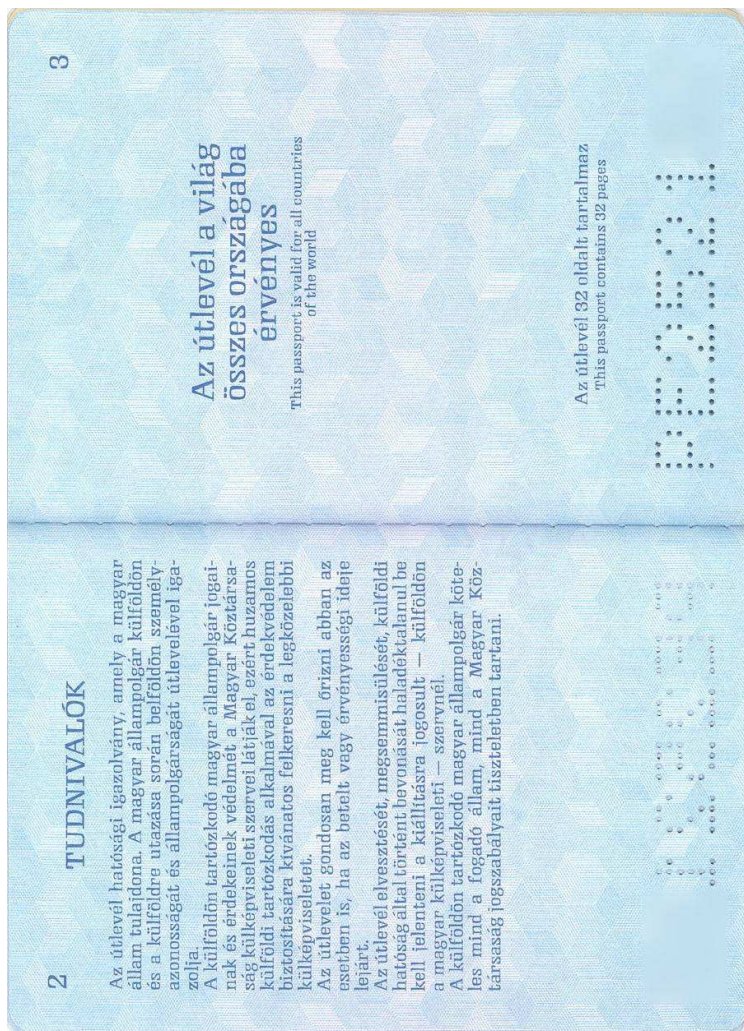 2
TUDNIVALÓK
Az útlevél hatósági igazolvány, amely a magyar
állam tulajdona. A magyar állampolgár külföldön
és a külföldre utazása során belföldön személy-
azonosságát és állampolgárságát útlevelével iga-
zolja.
A külföldön tartózkodó magyar állampolgár jogai-
nak és érdekeinek védelmét a Magyar Köztársa-
ság külképviseleti szervoi látják el, ezért huzamos
külföldi tartózkodás alkalmával az érdekvédelem
biztosítására kívánatos felkeresni a legközelebbi
külképviseletet.
Az útlevelet gondosan meg kell őrizni abban az
esetben is, ha az betelt vagy érvényességi ideje
lejárt.
Az útlevél elvesztését, megsemmisülését, külföldi
hatóság által történt bevonását haladéktalanul be
kell jelenteni a kiállításra jogosult — külföldön
a magyar külképviseleti — szervnél.
A külföldön tartózkodó magyar állampolgár köte-
les mind a fogadó állam, mind a Magyar Köz-
társaság jogszabályait tiszteletben tartani.
3
Az útlevél a világ
összes országába
érvényes
This passport is valid for all countries
of the world
Az útlevél 32 oldalt tartalmaz
This passport contains 32 pages
PE2521